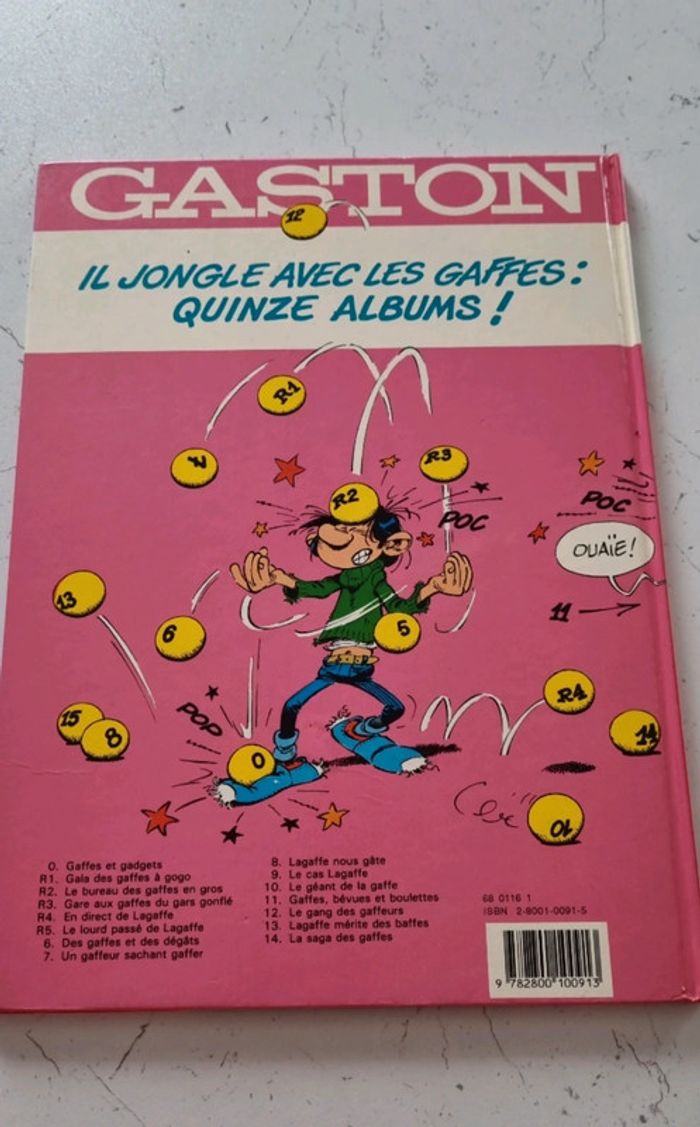 GASTON
12
IL JONGLE AVEC LES GAFFES :
QUINZE ALBUMS !
R1
R3
R2
POC
POC
OUAÏE !
11
13
6
5
R4
15
8
POP
0
14
10
0. Gaffes et gadgets
R1. Gala des gaffes à gogo
R2. Le bureau des gaffes en gros
R3. Gare aux gaffes du gars gonflé
R4. En direct de Lagaffe
R5. Le lourd passé de Lagaffe
6. Des gaffes et des dégâts
7. Un gaffeur sachant gaffer
8. Lagaffe nous gâte
9. Le cas Lagaffe
10. Le géant de la gaffe
11. Gaffes, bévues et boulettes
12. Le gang des gaffeurs
13. Lagaffe mérite des baffes
14. La saga des gaffes
68 0116 1
ISBN 2-8001-0091-5
9 782800 100913